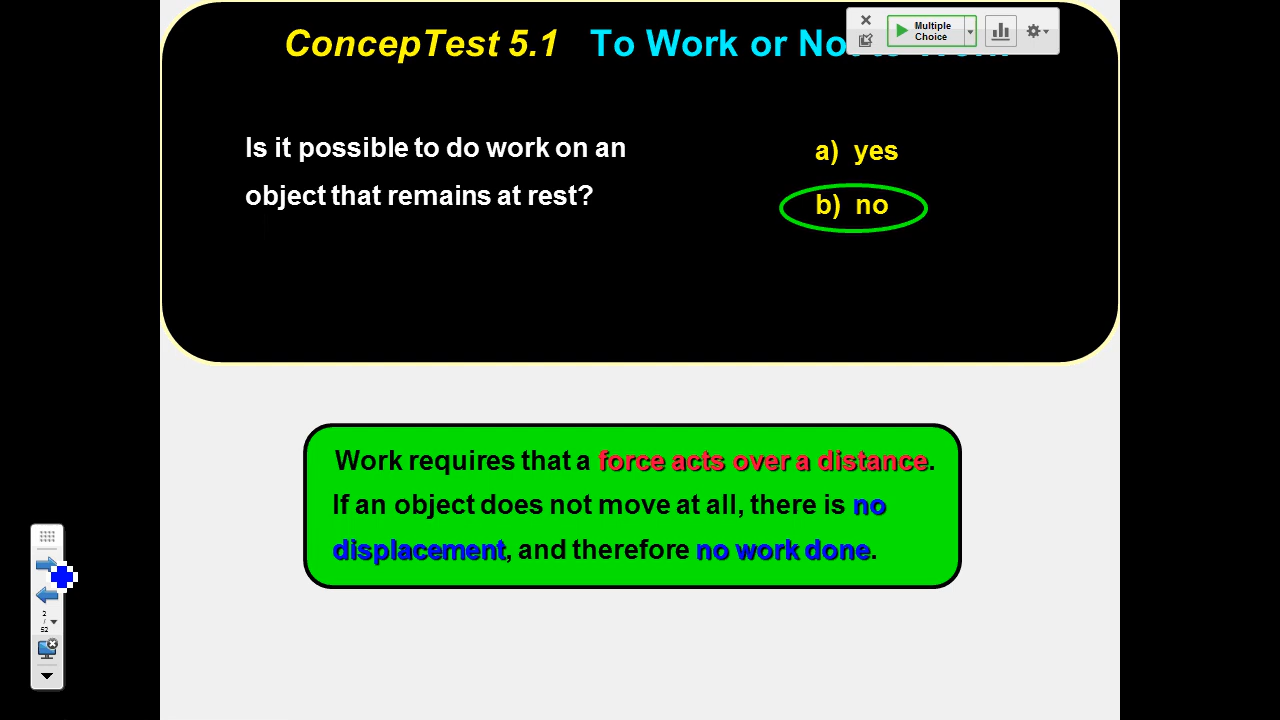 ConcepTest 5.1 To Work or No
Multiple
Choice
Is it possible to do work on an
object that remains at rest?
a) yes
b) no
Work requires that a force acts over a distance.
If an object does not move at all, there is no
displacement, and therefore no work done.
2
/
52